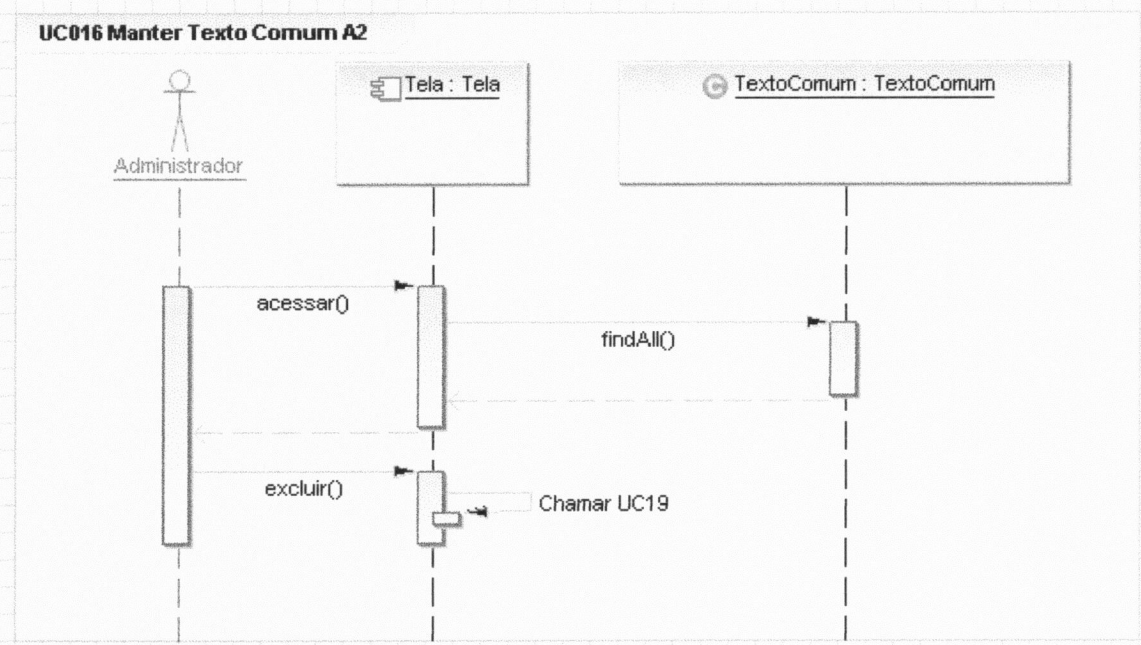 UC016 Manter Texto Comum A2
Tela : Tela
TextoComum : TextoComum
Administrador
acessar()
findAll()
excluir()
Chamar UC19